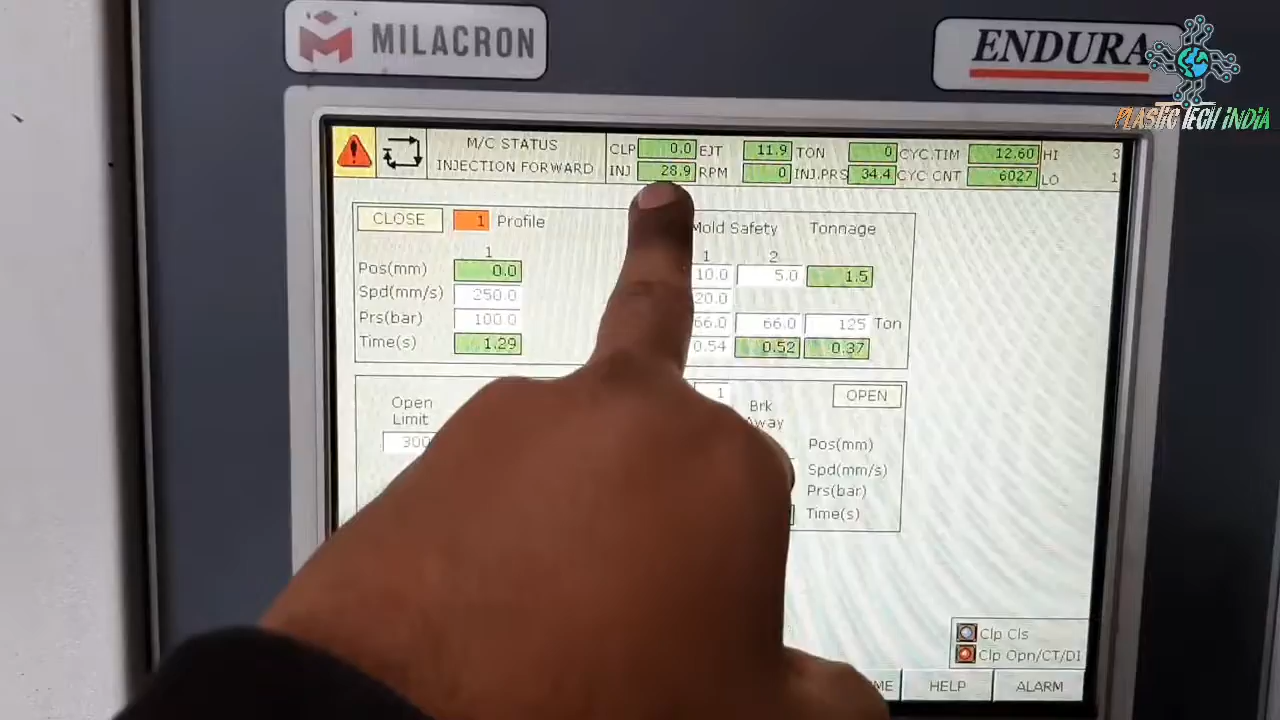 MILACRON
ENDURA
PLASTIC TECH INDIA
M/C STATUS
INJECTION FORWARD
CLP 0.0 EJT 11.9 TON 0 CYC.TIM 12.60 HI 3
INJ 28.9 RPM 0 INJ.PRS 34.4 CYC CNT 6027 LO 1
CLOSE 1 Profile Mold Safety Tonnage
1 1 2
Pos(mm) 0.0 10.0 5.0 1.5
Spd(mm/s) 250.0 20.0
Prs(bar) 100.0 66.0 66.0 125 Ton
Time(s) 1.29 0.54 0.52 0.37
Open
Limit
300
1
Brk
OPEN
Pos(mm)
Spd(mm/s)
Prs(bar)
Time(s)
Clp Cls
Clp Opn/CT/DI
HELP
ALARM